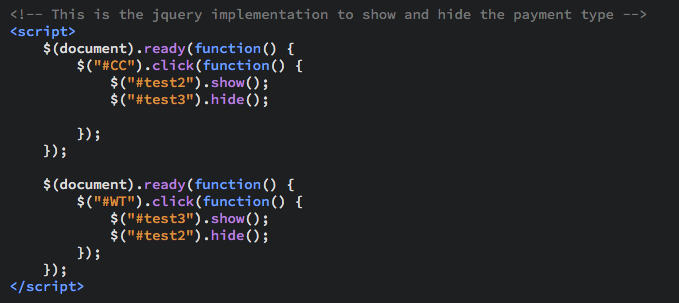 <!-- This is the jquery implementation to show and hide the payment type -->
<script>
    $(document).ready(function() {
        $("#CC").click(function() {
            $("#test2").show();
            $("#test3").hide();

        });
    });

    $(document).ready(function() {
        $("#WT").click(function() {
            $("#test3").show();
            $("#test2").hide();
        });
    });
</script>